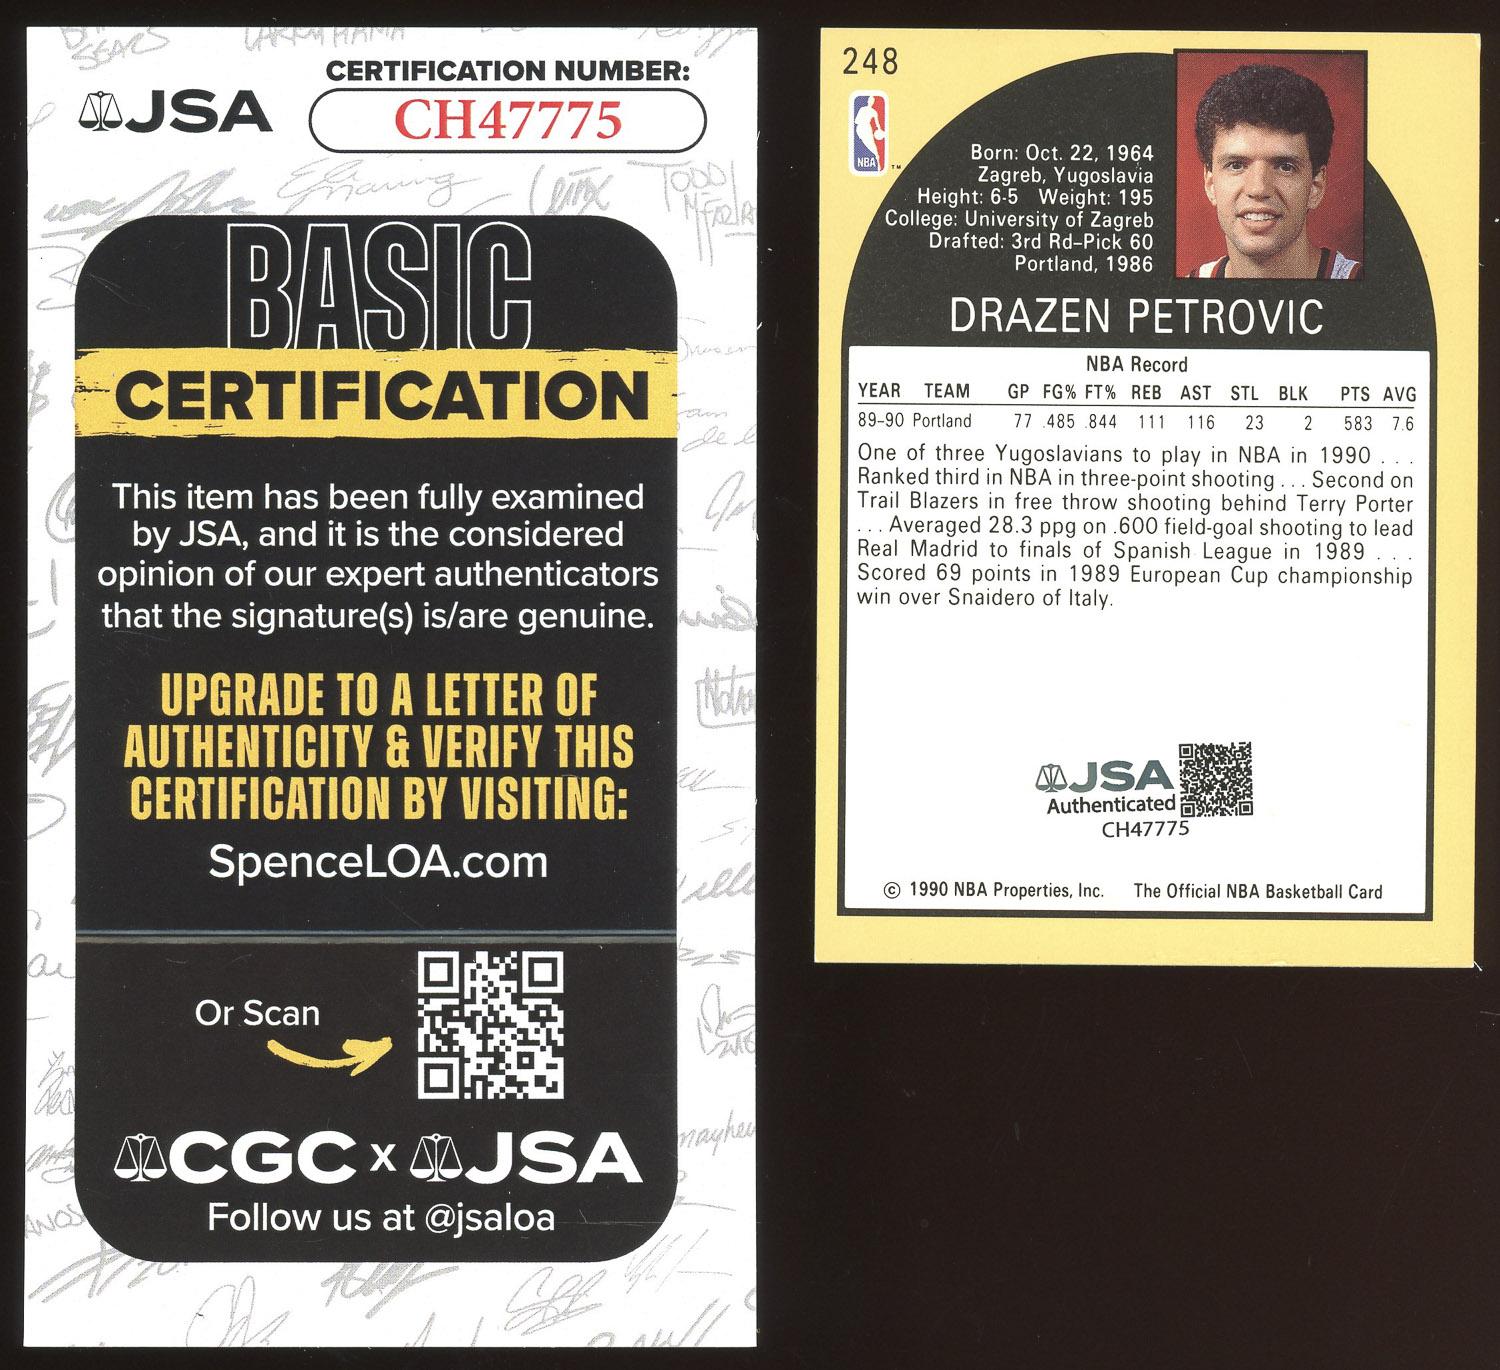 JSA
CERTIFICATION NUMBER:
CH47775
BASIC
CERTIFICATION
This item has been fully examined
by JSA, and it is the considered
opinion of our expert authenticators
that the signature(s) is/are genuine.
UPGRADE TO A LETTER OF
AUTHENTICITY & VERIFY THIS
CERTIFICATION BY VISITING:
SpenceLOA.com
Or Scan
CGC x JSA
Follow us at @jsaloa
248
NBA ™
Born: Oct. 22, 1964
Zagreb, Yugoslavia
Height: 6-5 Weight: 195
College: University of Zagreb
Drafted: 3rd Rd–Pick 60
Portland, 1986
DRAZEN PETROVIC
NBA Record
YEAR TEAM GP FG% FT% REB AST STL BLK PTS AVG
89–90 Portland 77 .485 .844 111 116 23 2 583 7.6
One of three Yugoslavians to play in NBA in 1990 . . .
Ranked third in NBA in three-point shooting . . . Second on
Trail Blazers in free throw shooting behind Terry Porter
. . . Averaged 28.3 ppg on .600 field-goal shooting to lead
Real Madrid to finals of Spanish League in 1989 . . .
Scored 69 points in 1989 European Cup championship
win over Snaidero of Italy.
JSA
Authenticated
CH47775
© 1990 NBA Properties, Inc. The Official NBA Basketball Card